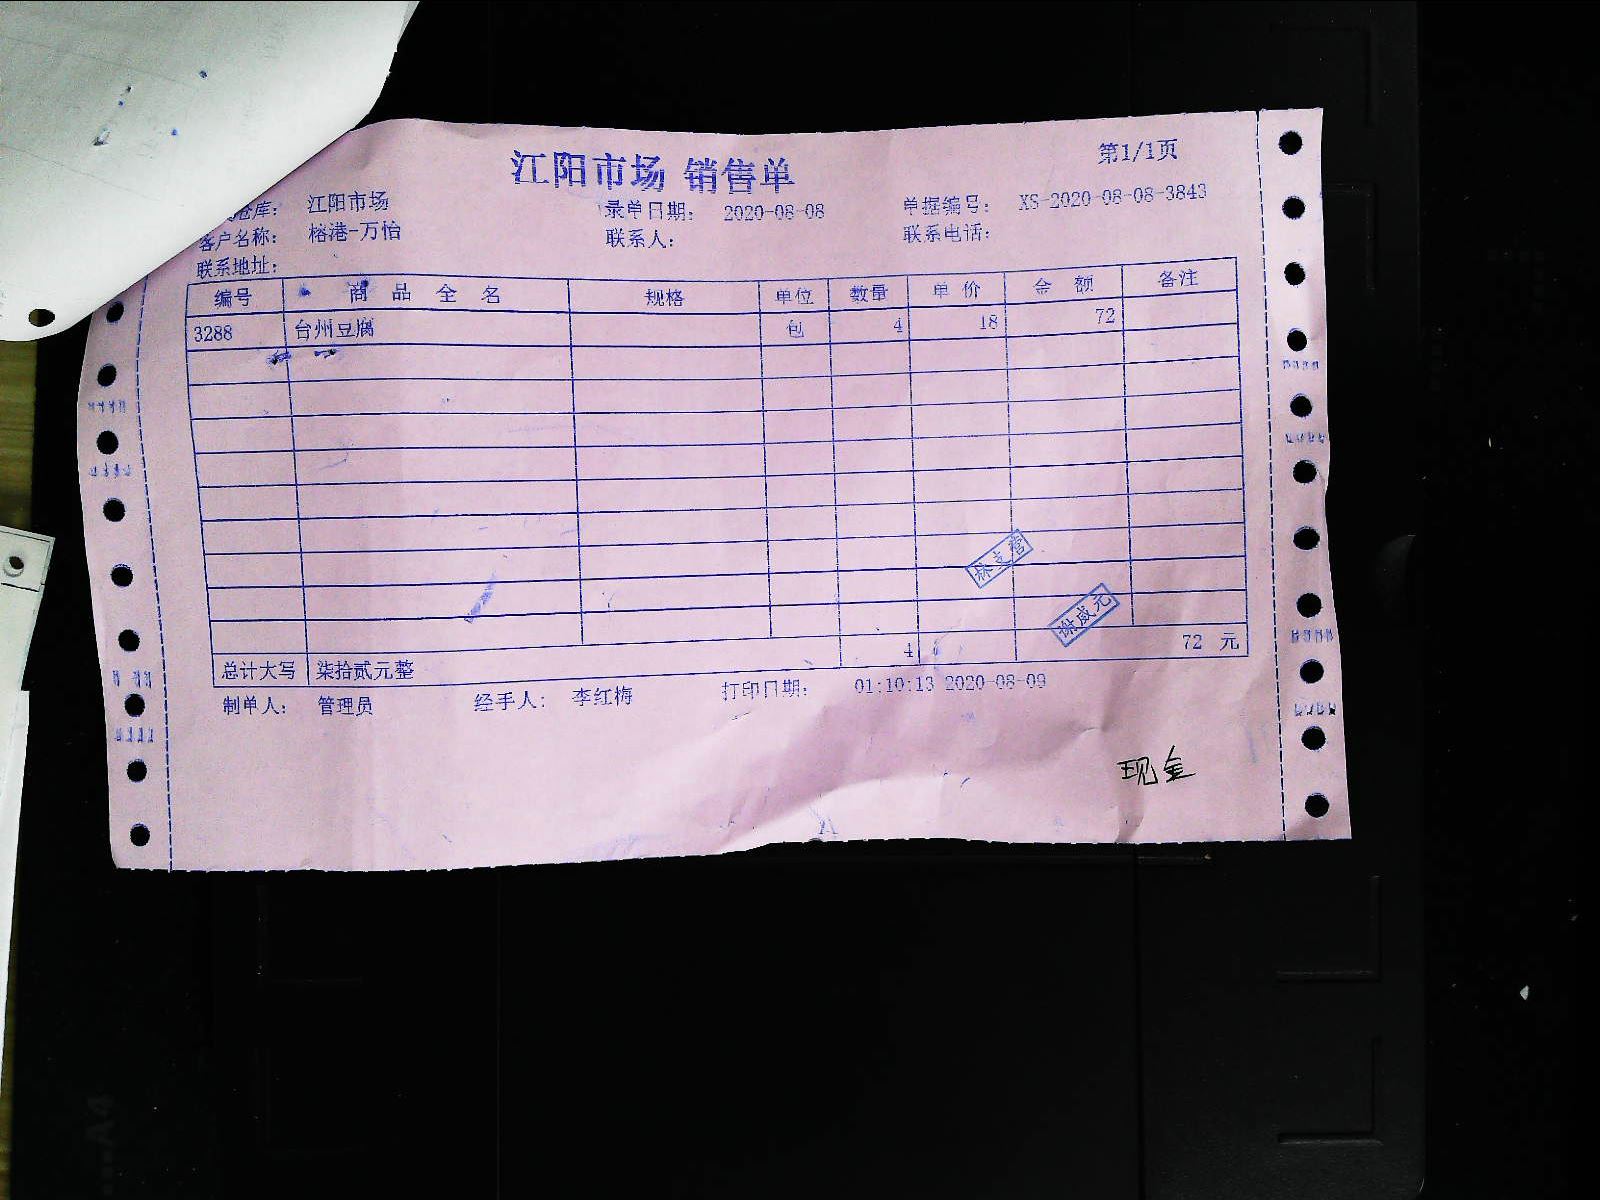 江阳市场 销售单
第1/1页
仓库： 江阳市场 录单日期： 2020-08-08 单据编号： XS-2020-08-08-3843
客户名称： 榕港-万怡 联系人： 联系电话：
联系地址：
编号 商品全名 规格 单位 数量 单价 金额 备注
3288 台州豆腐 包 4 18 72
谢成元
总计大写 柒拾贰元整 4 72 元
制单人： 管理员 经手人： 李红梅 打印日期： 01:10:13 2020-08-09
现金